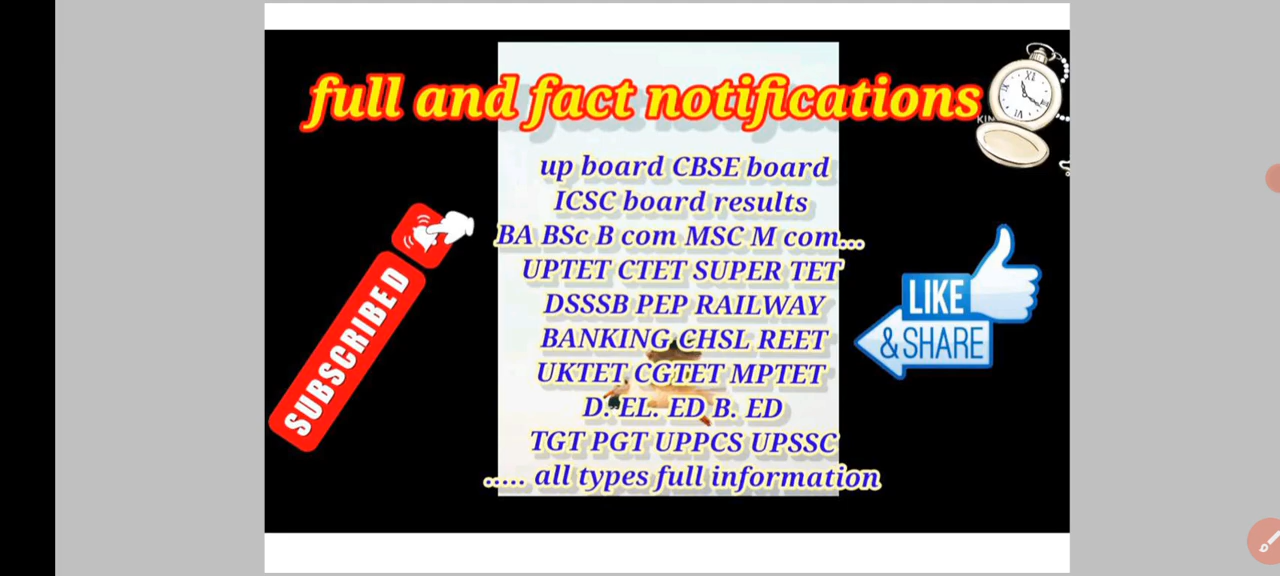 full and fact notifications
up board CBSE board
ICSC board results
BA BSc B com MSC M com...
UPTET CTET SUPER TET
DSSSB PEP RAILWAY
BANKING CHSL REET
UKTET CGTET MPTET
D. EL. ED B. ED
TGT PGT UPPCS UPSSC
..... all types full information
SUBSCRIBED
LIKE
& SHARE